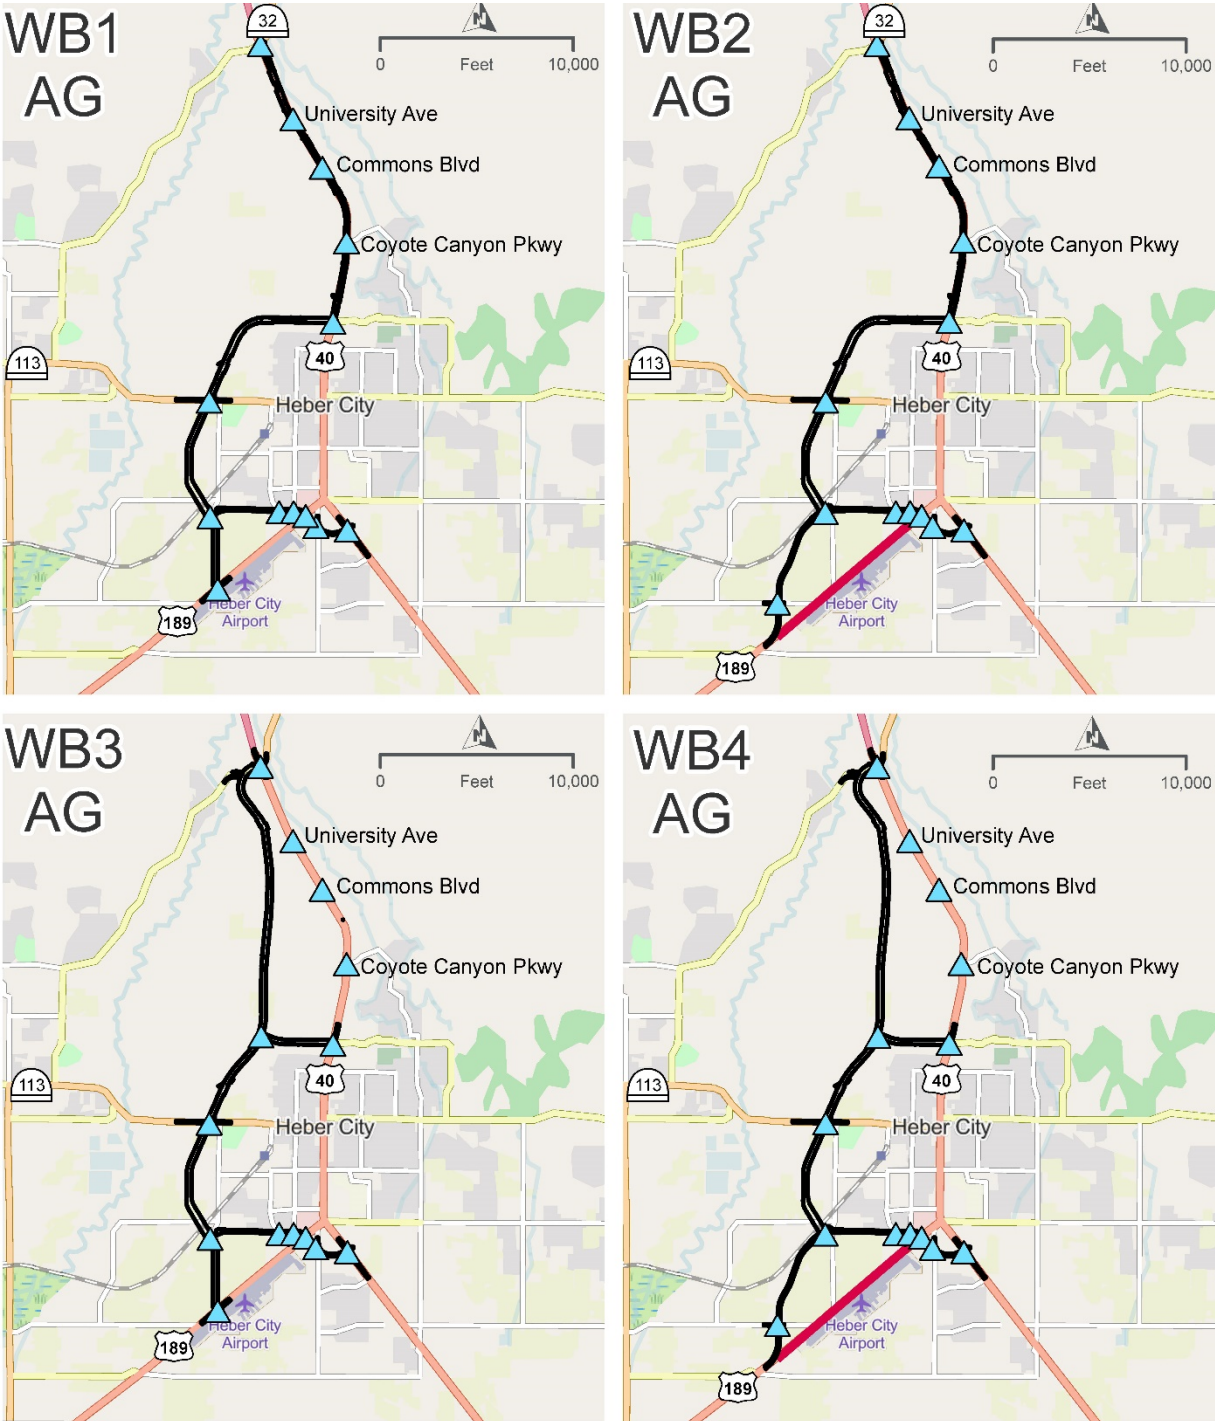 WB1
AG
32
N
0 Feet 10,000
University Ave
Commons Blvd
Coyote Canyon Pkwy
40
113
Heber City
Heber City
Airport
189
WB2
AG
32
N
0 Feet 10,000
University Ave
Commons Blvd
Coyote Canyon Pkwy
40
113
Heber City
Heber City
Airport
189
WB3
AG
N
0 Feet 10,000
University Ave
Commons Blvd
Coyote Canyon Pkwy
40
113
Heber City
Heber City
Airport
189
WB4
AG
N
0 Feet 10,000
University Ave
Commons Blvd
Coyote Canyon Pkwy
40
113
Heber City
Heber City
Airport
189